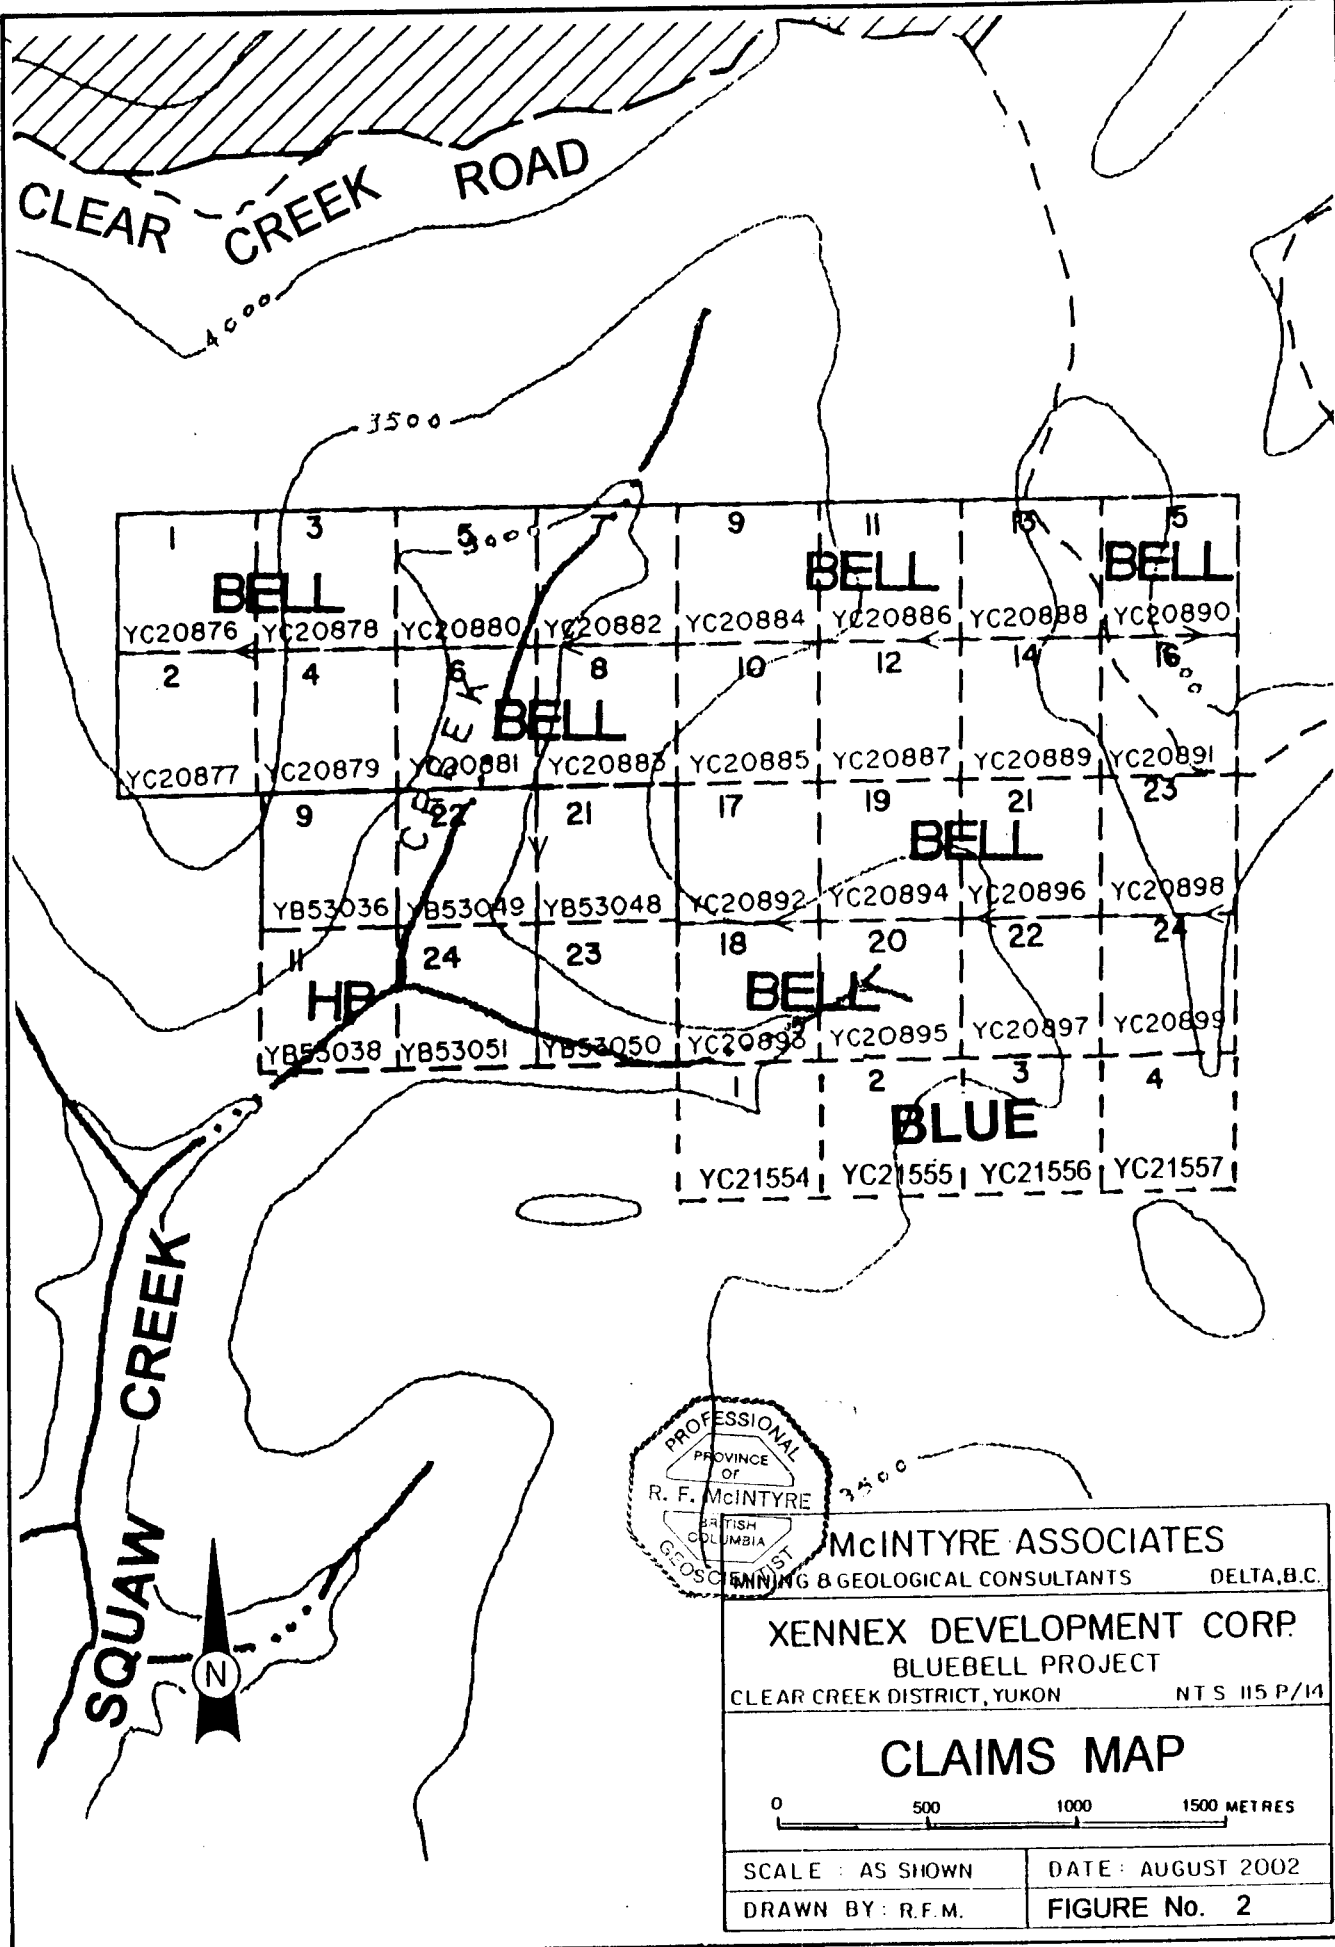 CLEAR CREEK ROAD
4000
3500
1 3 5 7 9 11 13 15
3000
BELL BELL BELL
YC20876 YC20878 YC20880 YC20882 YC20884 YC20886 YC20888 YC20890
2 4 6 8 10 12 14 16
CREEK
BELL
YC20877 YC20879 YC20881 YC20883 YC20885 YC20887 YC20889 YC20891
9 22 21 17 19 21 23
BELL
YB53036 YB53049 YB53048 YC20892 YC20894 YC20896 YC20898
11 24 23 18 20 22 24
HB BELL
YB53038 YB53051 YB53050 YC20893 YC20895 YC20897 YC20899
1 2 3 4
BLUE
YC21554 YC21555 YC21556 YC21557
SQUAW CREEK
N
3500
PROFESSIONAL
PROVINCE
OF
R. F. McINTYRE
BRITISH
COLUMBIA
GEOSCIENTIST
McINTYRE ASSOCIATES
MINING & GEOLOGICAL CONSULTANTS DELTA, B.C.
XENNEX DEVELOPMENT CORP.
BLUEBELL PROJECT
CLEAR CREEK DISTRICT, YUKON NTS 115 P/14
CLAIMS MAP
0 500 1000 1500 METRES
SCALE : AS SHOWN
DATE : AUGUST 2002
DRAWN BY : R.F.M.
FIGURE No. 2